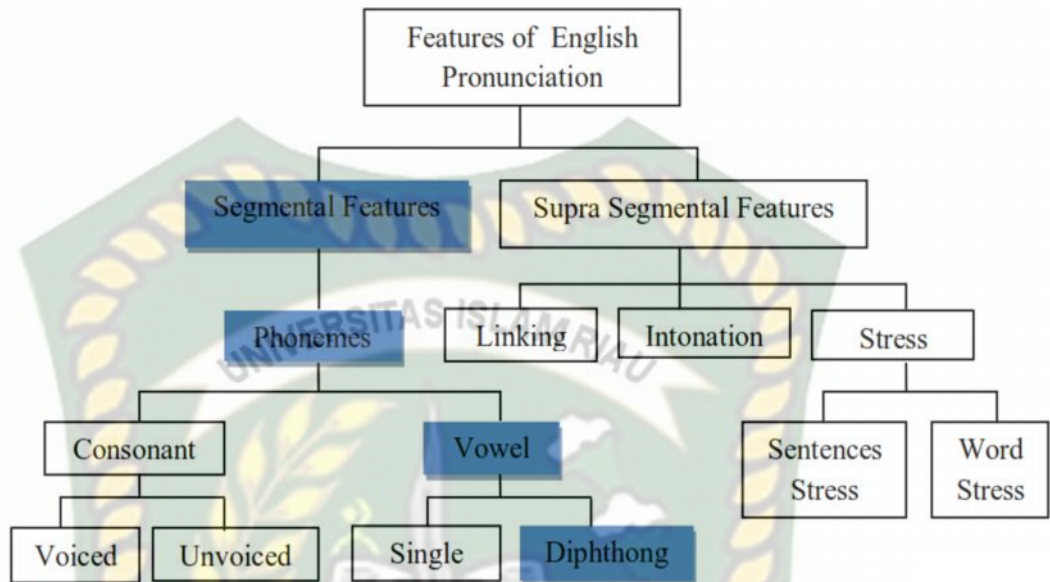 Features of English
Pronunciation
Segmental Features
Supra Segmental Features
Phonemes
Linking
Intonation
Stress
UNIVERSITAS ISLAM RIAU
Consonant
Vowel
Sentences
Stress
Word
Stress
Voiced
Unvoiced
Single
Diphthong